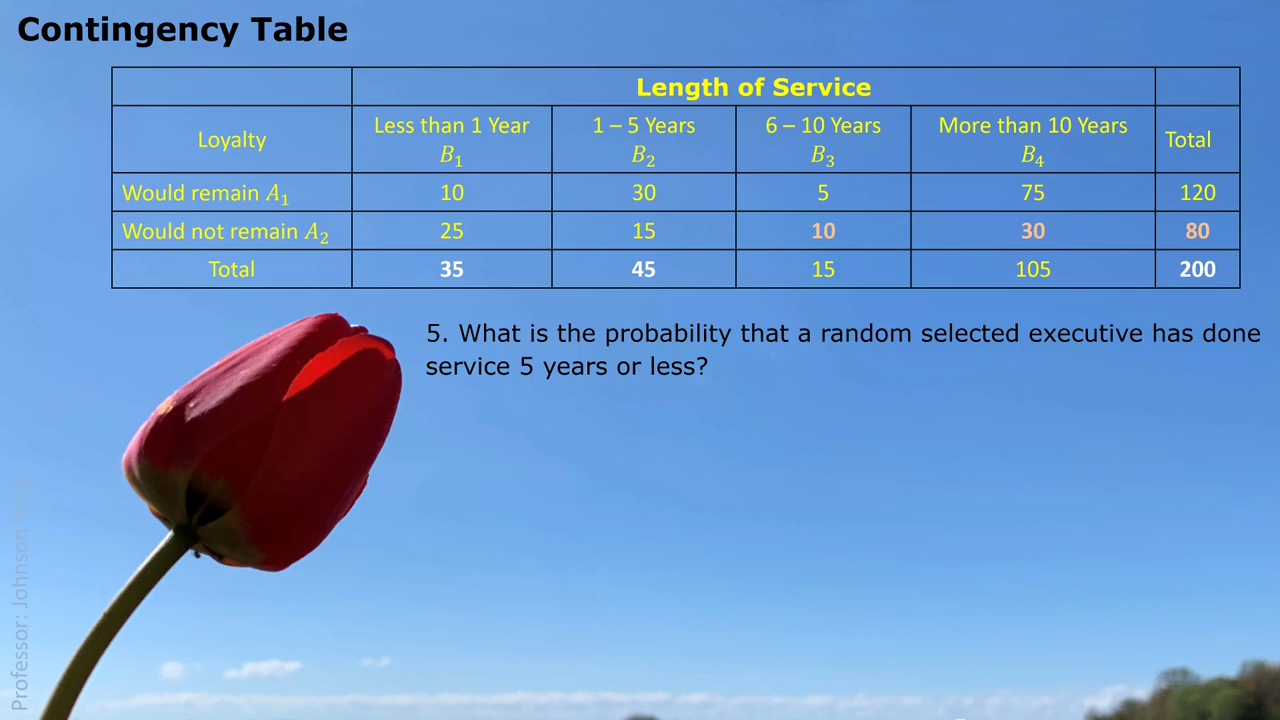 Contingency Table
Length of Service
Loyalty
Less than 1 Year
B₁
1 – 5 Years
B₂
6 – 10 Years
B₃
More than 10 Years
B₄
Total
Would remain A₁ 10 30 5 75 120
Would not remain A₂ 25 15 10 30 80
Total 35 45 15 105 200
5. What is the probability that a random selected executive has done
service 5 years or less?
Professor: Johnson